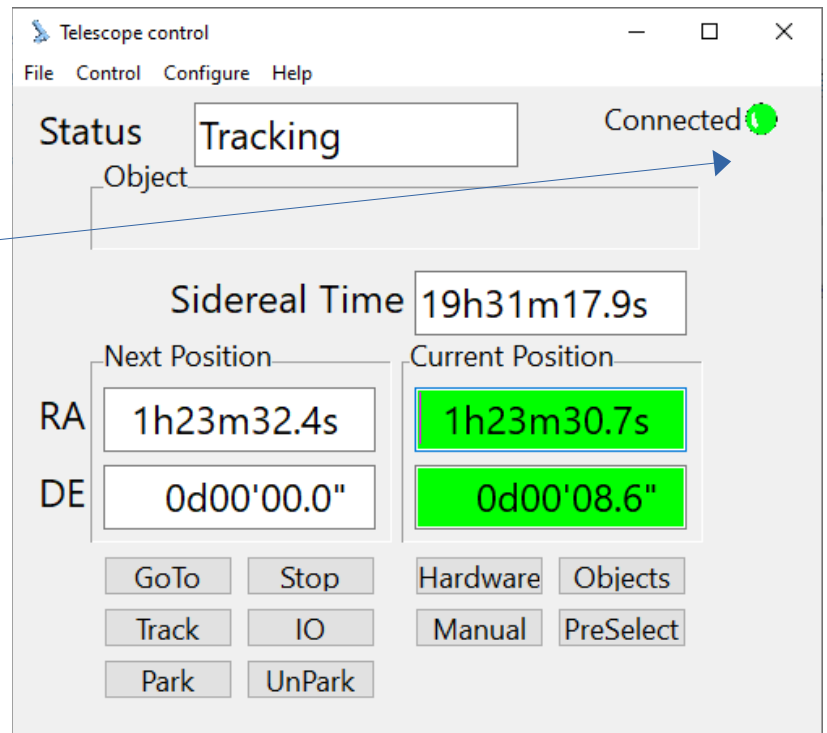 Telescope control
File Control Configure Help
Status Tracking Connected
Object
Sidereal Time 19h31m17.9s
Next Position Current Position
RA 1h23m32.4s 1h23m30.7s
DE 0d00'00.0" 0d00'08.6"
GoTo Stop Hardware Objects
Track IO Manual PreSelect
Park UnPark